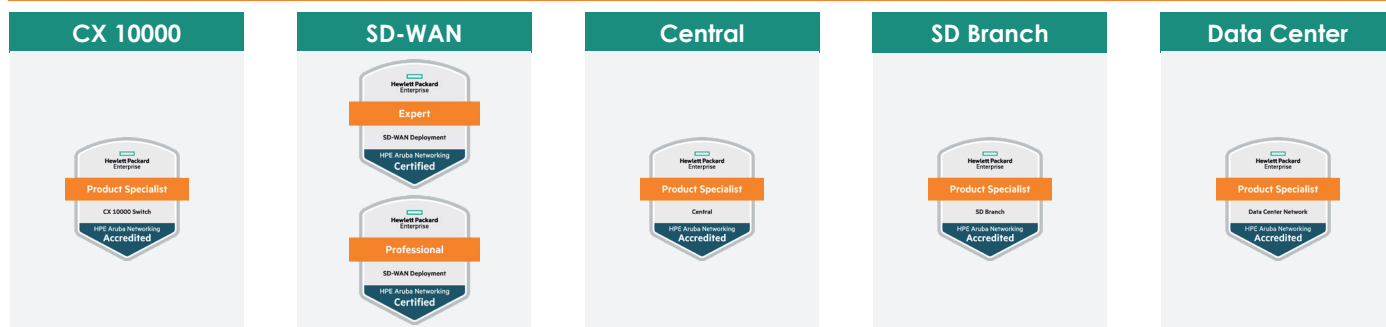 CX 10000
Hewlett Packard
Enterprise
Product Specialist
CX 10000 Switch
HPE Aruba Networking
Accredited
SD-WAN
Hewlett Packard
Enterprise
Expert
SD-WAN Deployment
HPE Aruba Networking
Certified
Hewlett Packard
Enterprise
Professional
SD-WAN Deployment
HPE Aruba Networking
Certified
Central
Hewlett Packard
Enterprise
Product Specialist
Central
HPE Aruba Networking
Accredited
SD Branch
Hewlett Packard
Enterprise
Product Specialist
SD Branch
HPE Aruba Networking
Accredited
Data Center
Hewlett Packard
Enterprise
Product Specialist
Data Center Network
HPE Aruba Networking
Accredited